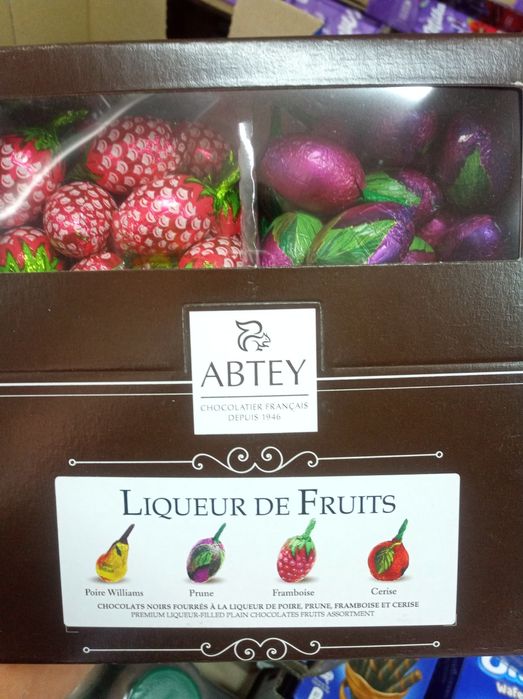 ABTEY
CHOCOLATIER FRANÇAIS
DEPUIS 1946
LIQUEUR DE FRUITS
Poire Williams Prune Framboise Cerise
CHOCOLATS NOIRS FOURRÉS À LA LIQUEUR DE POIRE, PRUNE, FRAMBOISE ET CERISE
PREMIUM LIQUEUR-FILLED PLAIN CHOCOLATES FRUITS ASSORTMENT